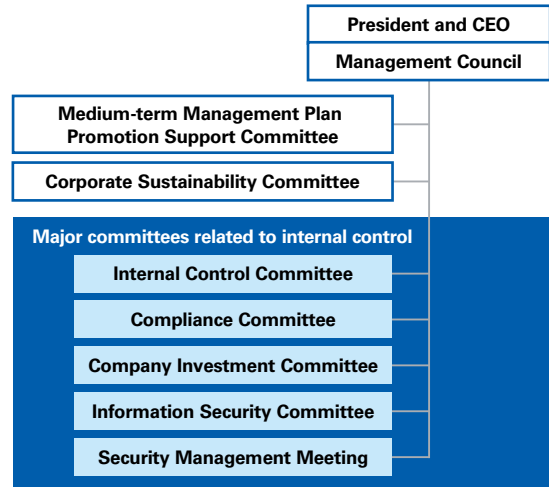 President and CEO
Management Council
Medium-term Management Plan
Promotion Support Committee
Corporate Sustainability Committee
Major committees related to internal control
Internal Control Committee
Compliance Committee
Company Investment Committee
Information Security Committee
Security Management Meeting